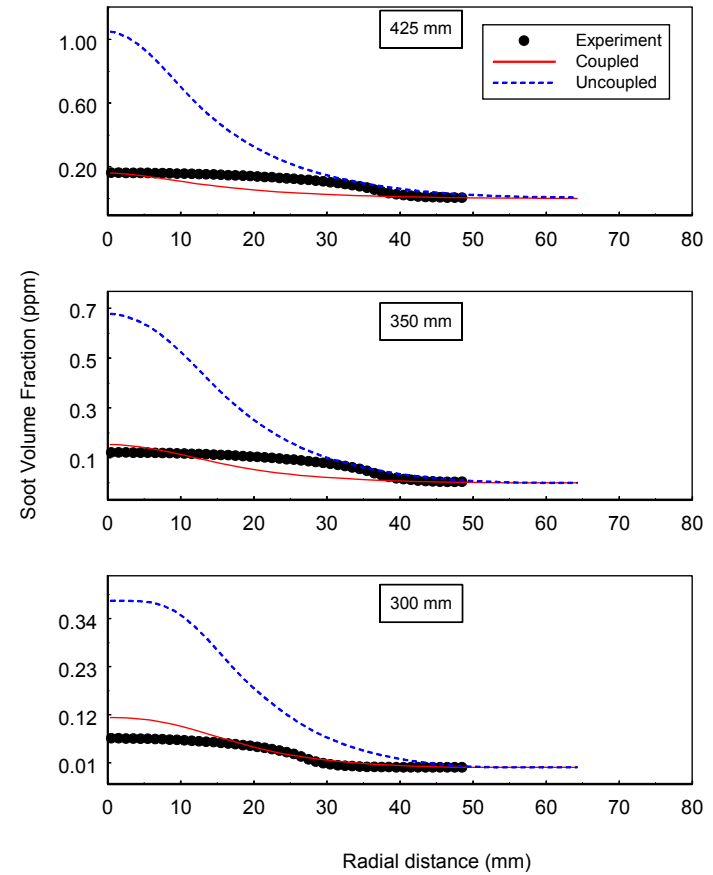 425 mm
Experiment
Coupled
Uncoupled
1.00
0.60
0.20
0 10 20 30 40 50 60 70 80
Soot Volume Fraction (ppm)
350 mm
0.7
0.5
0.3
0.1
0 10 20 30 40 50 60 70 80
300 mm
0.34
0.23
0.12
0.01
0 10 20 30 40 50 60 70 80
Radial distance (mm)